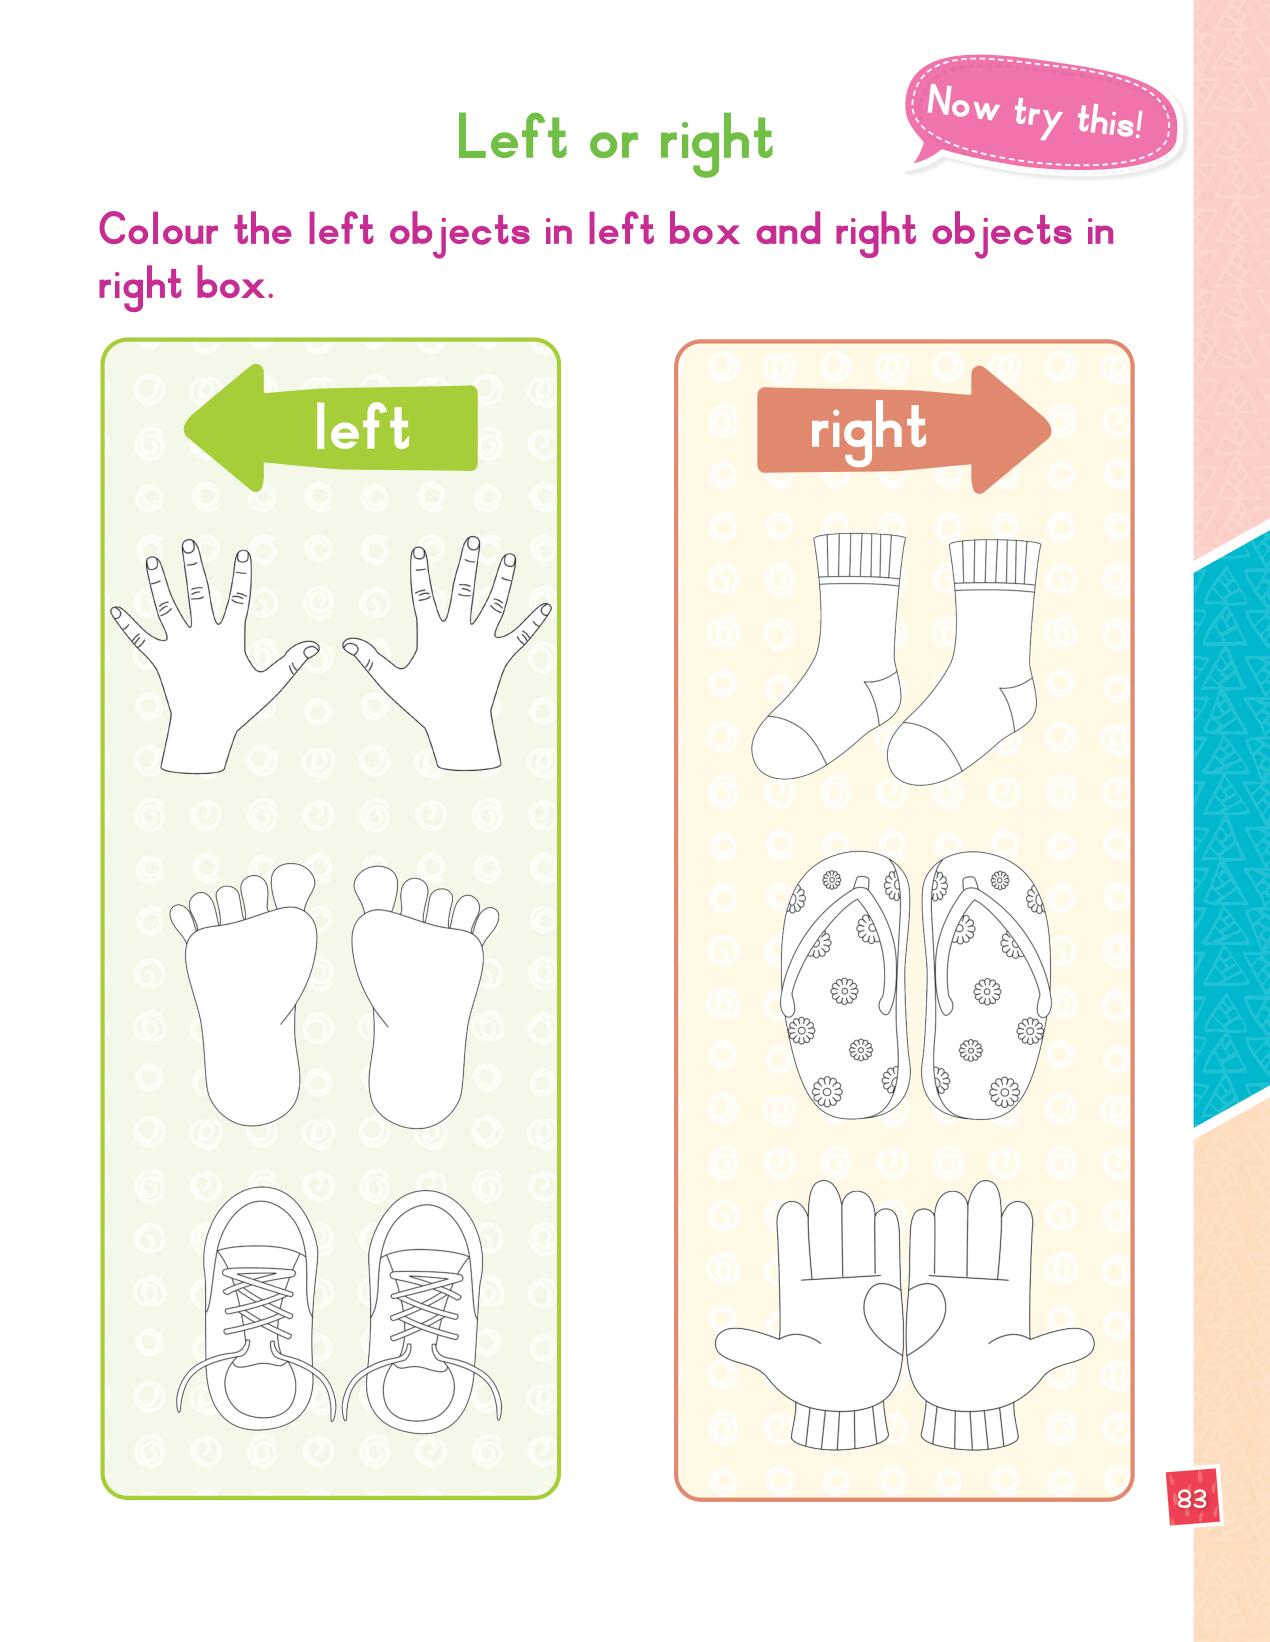 Now try this!
Left or right
Colour the left objects in left box and right objects in
right box.
left
right
83